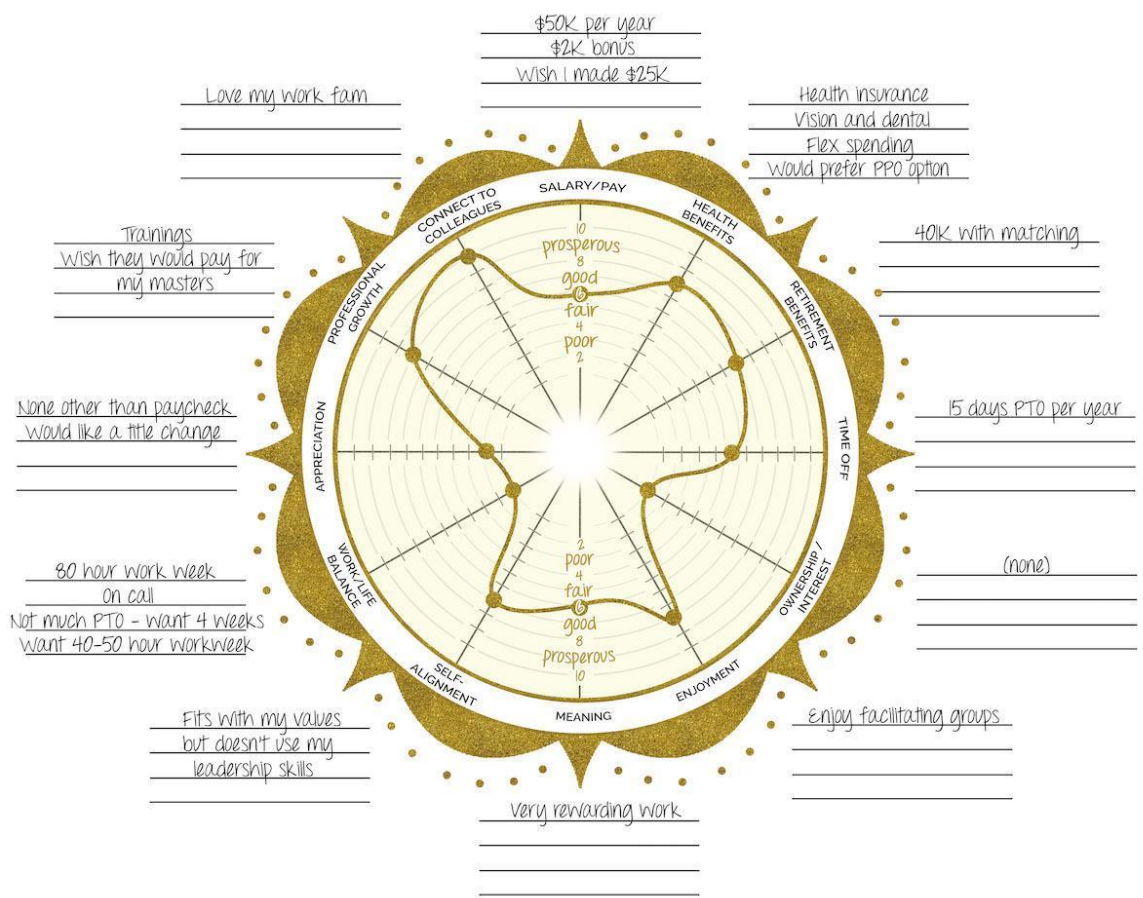 $50K per year
$2K bonus
Wish I made $25K
Love my work fam
Health insurance
Vision and dental
Flex spending
Would prefer PPO option
Trainings
Wish they would pay for
my masters
401K with matching
None other than paycheck
Would like a title change
15 days PTO per year
80 hour work week
On call
Not much PTO - Want 4 weeks
Want 40-50 hour workweek
(none)
Fits with my values
but doesn't use my
leadership skills
Enjoy facilitating groups
Very rewarding work
SALARY/PAY
HEALTH
BENEFITS
RETIREMENT
BENEFITS
TIME OFF
OWNERSHIP /
INTEREST
ENJOYMENT
MEANING
SELF-
ALIGNMENT
WORK/LIFE
BALANCE
APPRECIATION
PROFESSIONAL
GROWTH
CONNECT TO
COLLEAGUES
10
prosperous
8
good
6
fair
4
poor
2
2
poor
4
fair
6
good
8
prosperous
10